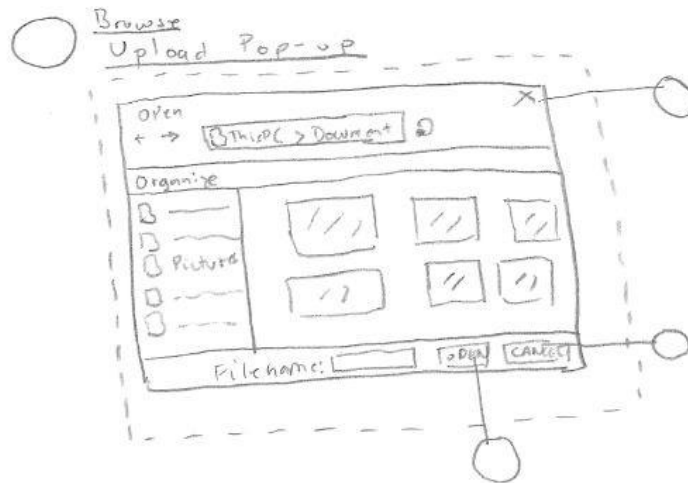 Browse
Upload Pop-up
Open
X
← → This PC > Document
Organize
Pictures
Filename: OPEN CANCEL